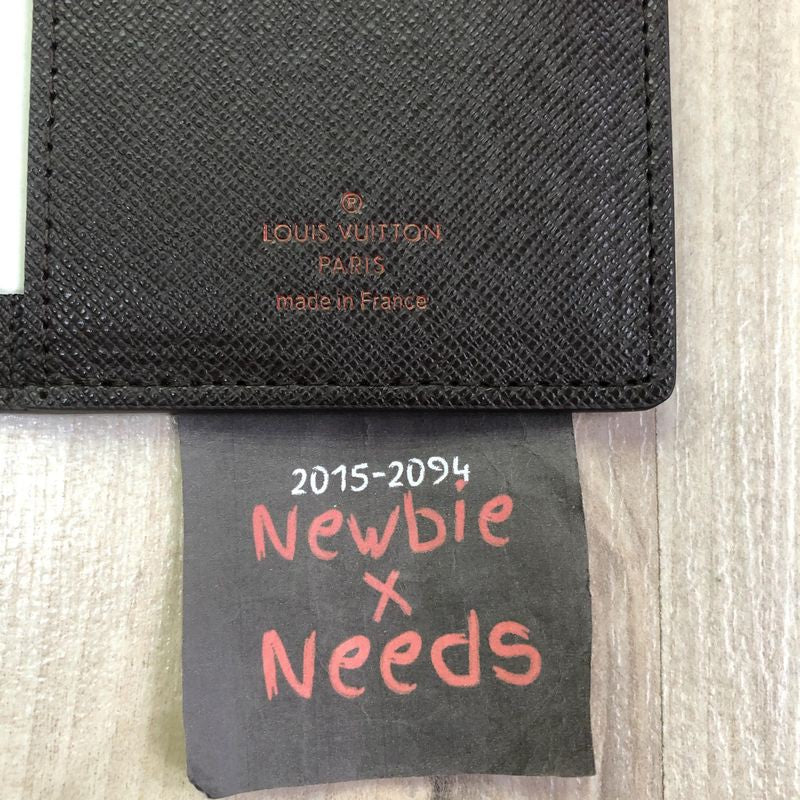 ®
LOUIS VUITTON
PARIS
made in France
2015-2094
Newbie
x
Needs